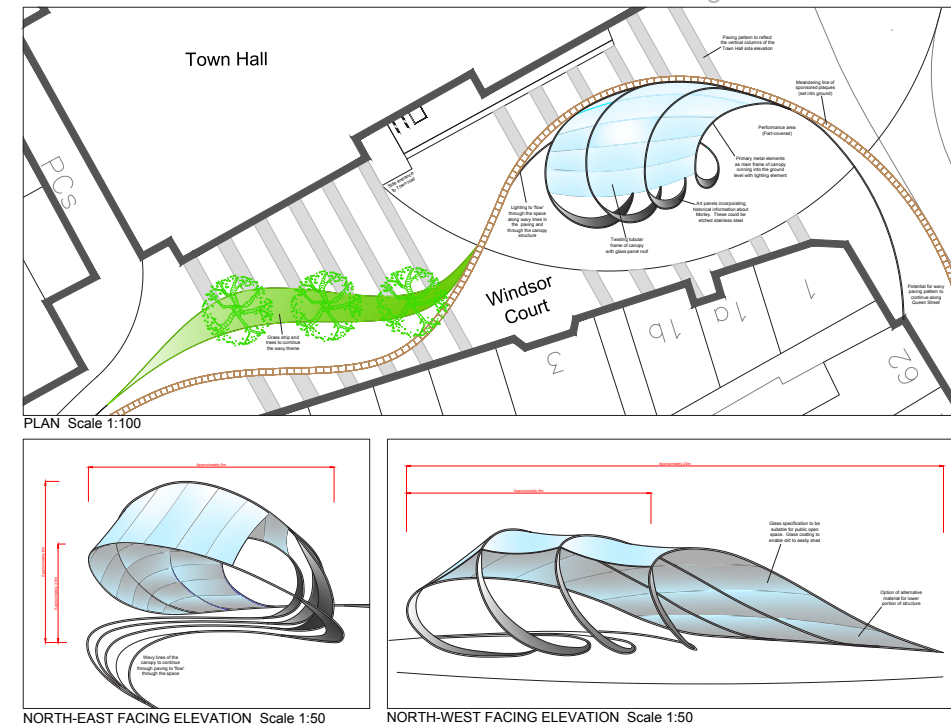 Town Hall
PCs
Side entrance
to Town Hall
Paving pattern to reflect
the vertical columns of the
Town Hall side elevation
Meandering line of
sponsored plaques
(set into ground)
Performance area
(Part-covered)
Primary metal elements
as main frame of canopy
running into the ground
level with lighting element
Art panels incorporating
historical information about
Morley. These could be
etched stainless steel
Lighting to 'flow'
through the space
along wavy lines in
the paving and
through the canopy
structure
Twisting tubular
frame of canopy
with glass panel roof
Windsor
Court
Grass strip and
trees to continue
the wavy theme
Potential for wavy
paving pattern to
continue along
Queen Street
3
1b
1a
1
62
PLAN Scale 1:100
Approximately 8m
Wavy lines of the
canopy to continue
through paving to 'flow'
through the space
NORTH-EAST FACING ELEVATION Scale 1:50
Approximately 20m
Glass specification to be
suitable for public open
space. Glass coating to
enable dirt to easily shed
Option of alternative
material for lower
portion of structure
NORTH-WEST FACING ELEVATION Scale 1:50